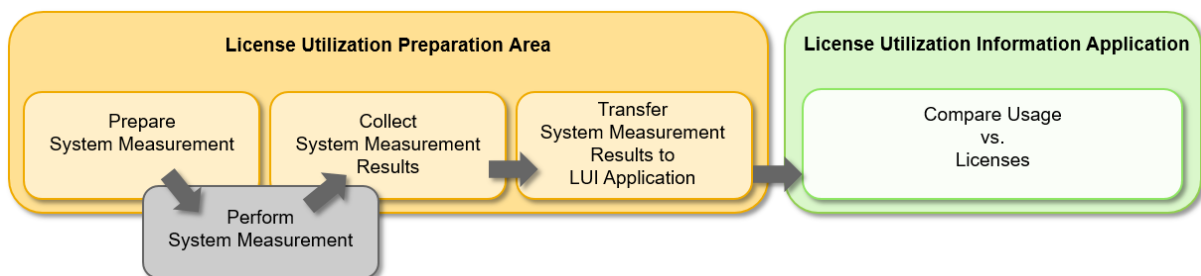 License Utilization Preparation Area
Prepare
System Measurement
Perform
System Measurement
Collect
System Measurement
Results
Transfer
System Measurement
Results to
LUI Application
License Utilization Information Application
Compare Usage
vs.
Licenses